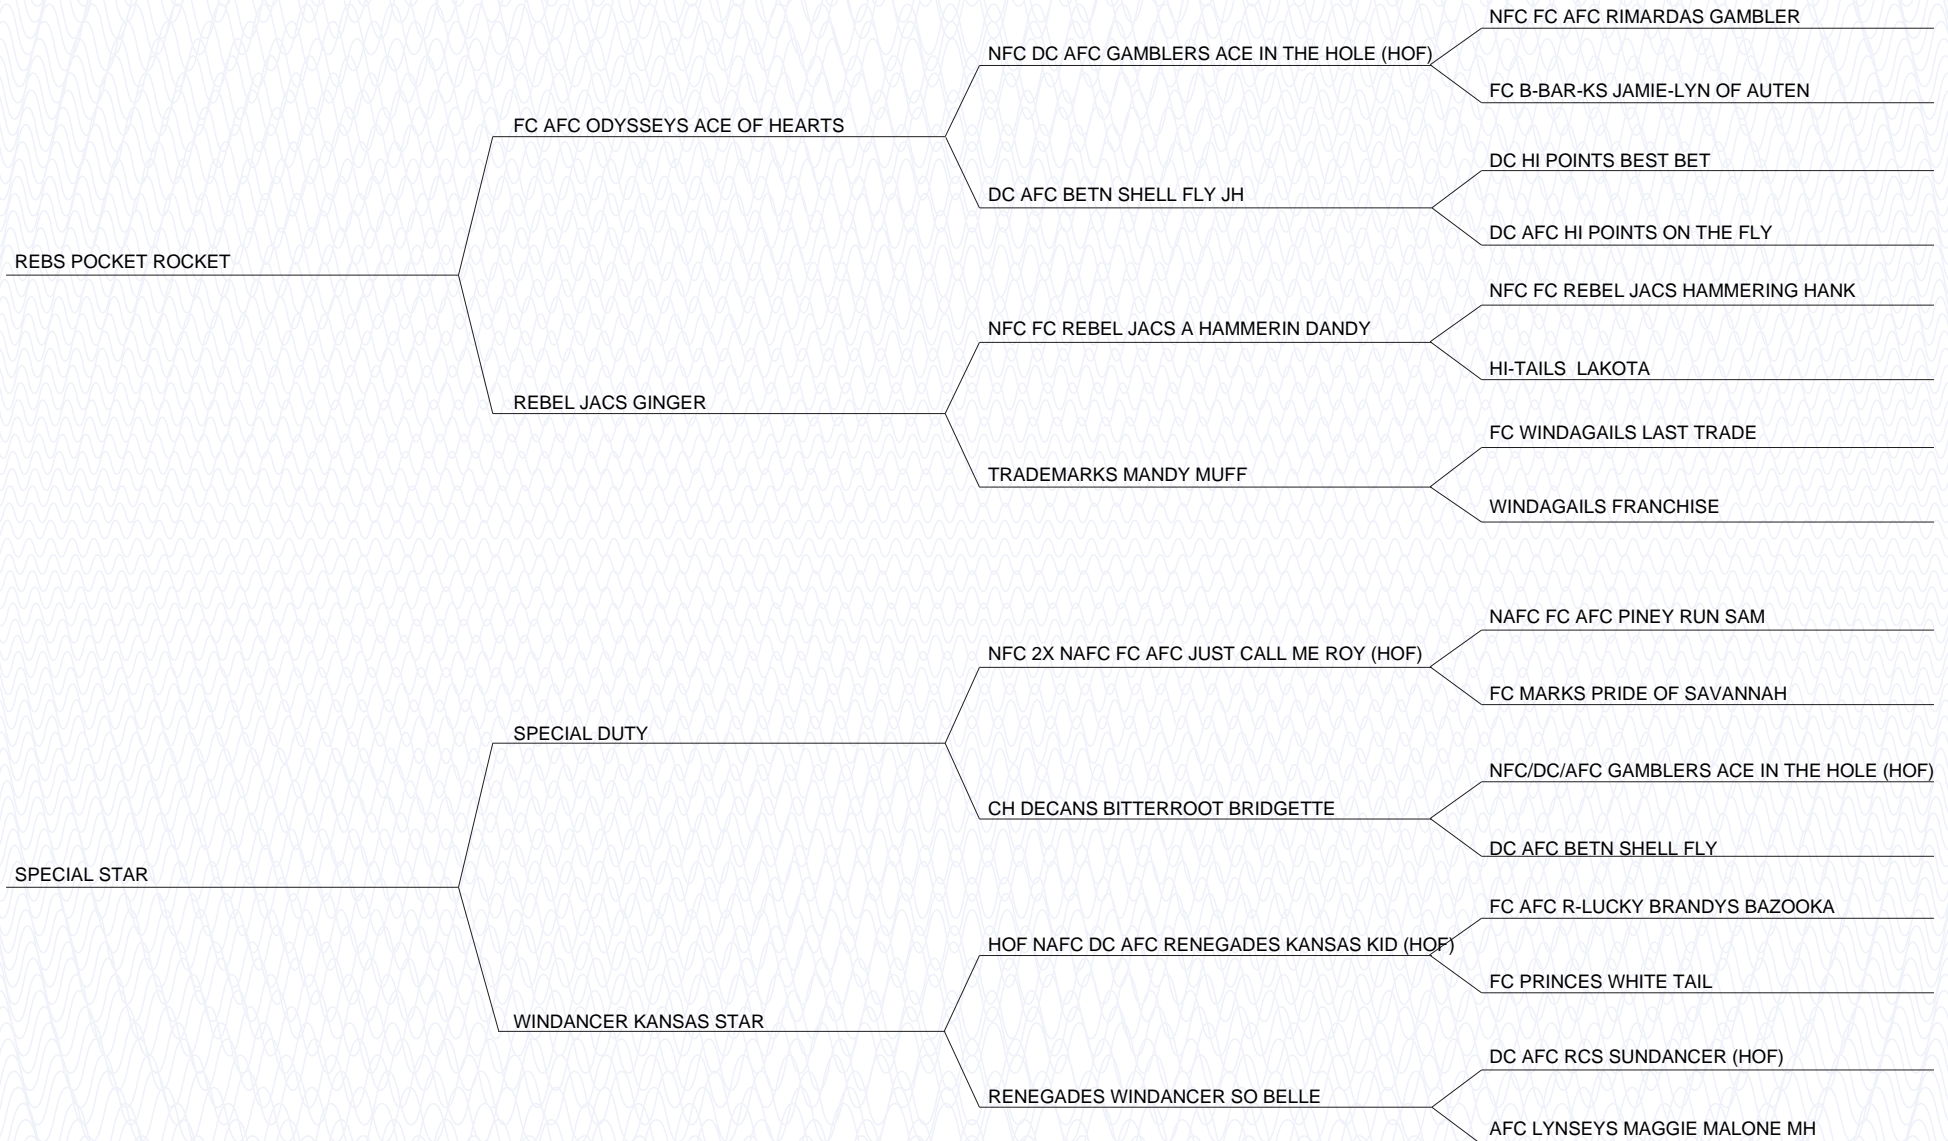 NFC FC AFC RIMARDAS GAMBLER
NFC DC AFC GAMBLERS ACE IN THE HOLE (HOF)
FC B-BAR-KS JAMIE-LYN OF AUTEN
FC AFC ODYSSEYS ACE OF HEARTS
DC HI POINTS BEST BET
DC AFC BETN SHELL FLY JH
DC AFC HI POINTS ON THE FLY
REBS POCKET ROCKET
NFC FC REBEL JACS HAMMERING HANK
NFC FC REBEL JACS A HAMMERIN DANDY
HI-TAILS  LAKOTA
REBEL JACS GINGER
FC WINDAGAILS LAST TRADE
TRADEMARKS MANDY MUFF
WINDAGAILS FRANCHISE
NAFC FC AFC PINEY RUN SAM
NFC 2X NAFC FC AFC JUST CALL ME ROY (HOF)
FC MARKS PRIDE OF SAVANNAH
SPECIAL DUTY
NFC/DC/AFC GAMBLERS ACE IN THE HOLE (HOF)
CH DECANS BITTERROOT BRIDGETTE
DC AFC BETN SHELL FLY
SPECIAL STAR
FC AFC R-LUCKY BRANDYS BAZOOKA
HOF NAFC DC AFC RENEGADES KANSAS KID (HOF)
FC PRINCES WHITE TAIL
WINDANCER KANSAS STAR
DC AFC RCS SUNDANCER (HOF)
RENEGADES WINDANCER SO BELLE
AFC LYNSEYS MAGGIE MALONE MH